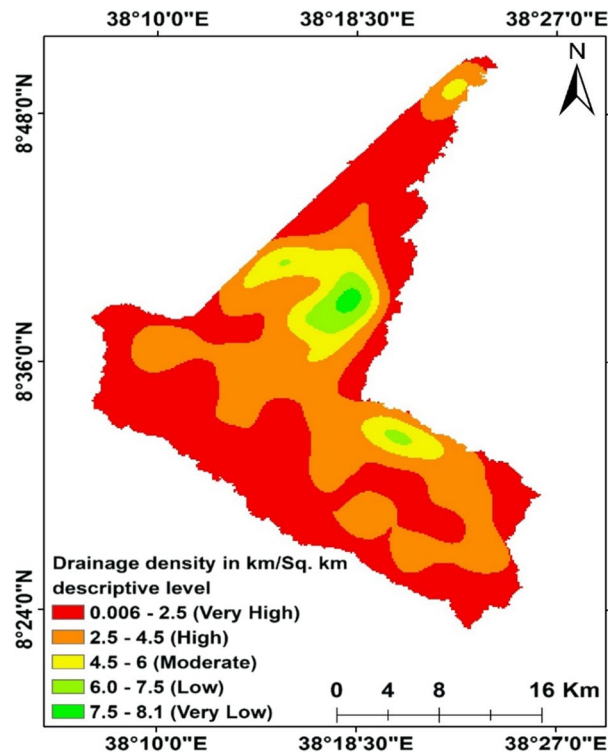 38°10'0"E 38°18'30"E 38°27'0"E
N
8°48'0"N
8°36'0"N
8°24'0"N
Drainage density in km/Sq. km
descriptive level
0.006 - 2.5 (Very High)
2.5 - 4.5 (High)
4.5 - 6 (Moderate)
6.0 - 7.5 (Low)
7.5 - 8.1 (Very Low)
0 4 8 16 Km
38°10'0"E 38°18'30"E 38°27'0"E